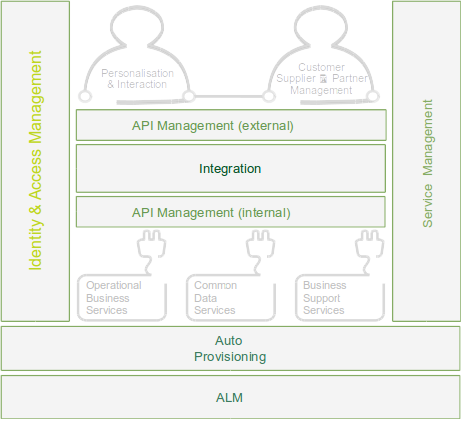 Identity & Access Management
Personalisation
& Interaction
Customer
Supplier & Partner
Management
API Management (external)
Integration
API Management (internal)
Service Management
Operational
Business
Services
Common
Data
Services
Business
Support
Services
Auto
Provisioning
ALM